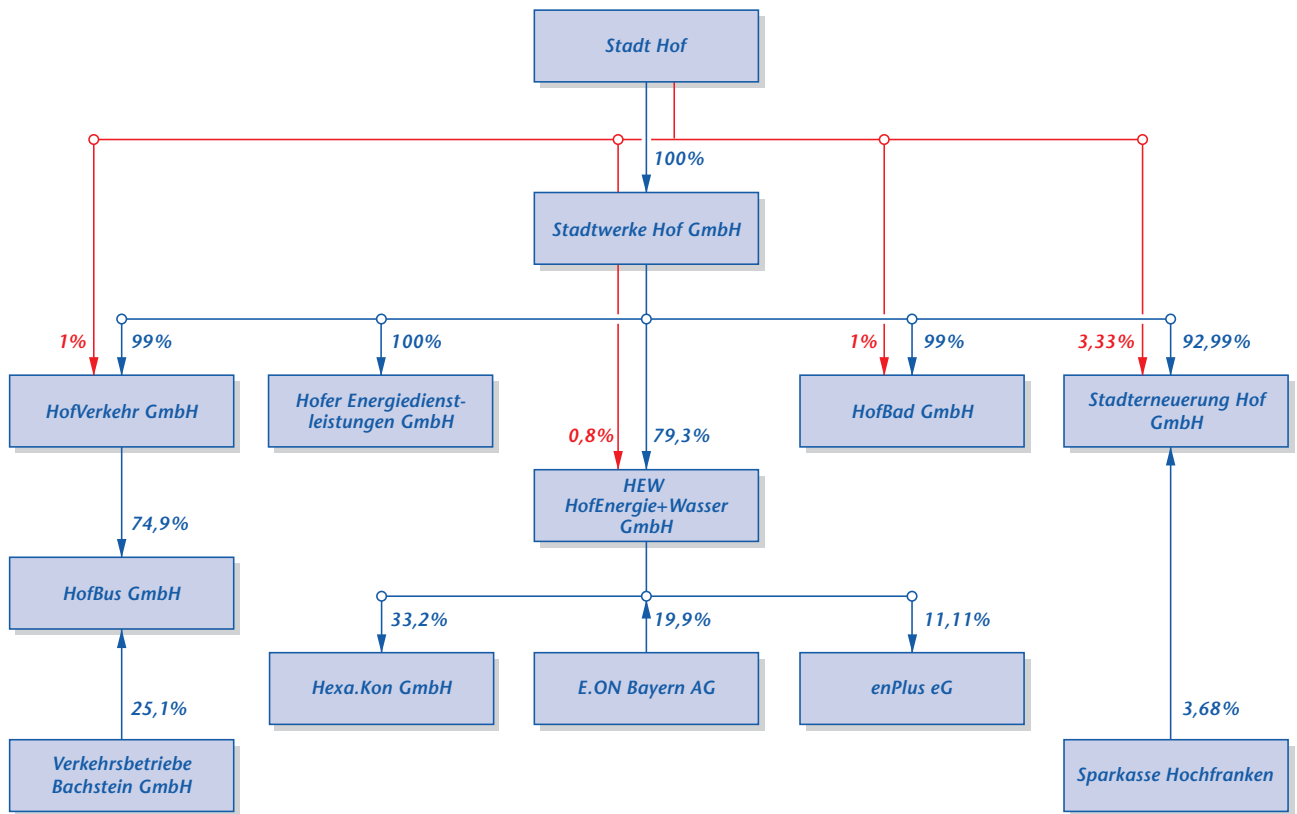 Stadt Hof
100%
Stadtwerke Hof GmbH
1%
99%
100%
1%
99%
3,33%
92,99%
HofVerkehr GmbH
Hofer Energiedienst-
leistungen GmbH
HofBad GmbH
Stadterneuerung Hof
GmbH
0,8%
79,3%
HEW
HofEnergie+Wasser
GmbH
74,9%
HofBus GmbH
33,2%
19,9%
11,11%
Hexa.Kon GmbH
E.ON Bayern AG
enPlus eG
25,1%
3,68%
Verkehrsbetriebe
Bachstein GmbH
Sparkasse Hochfranken